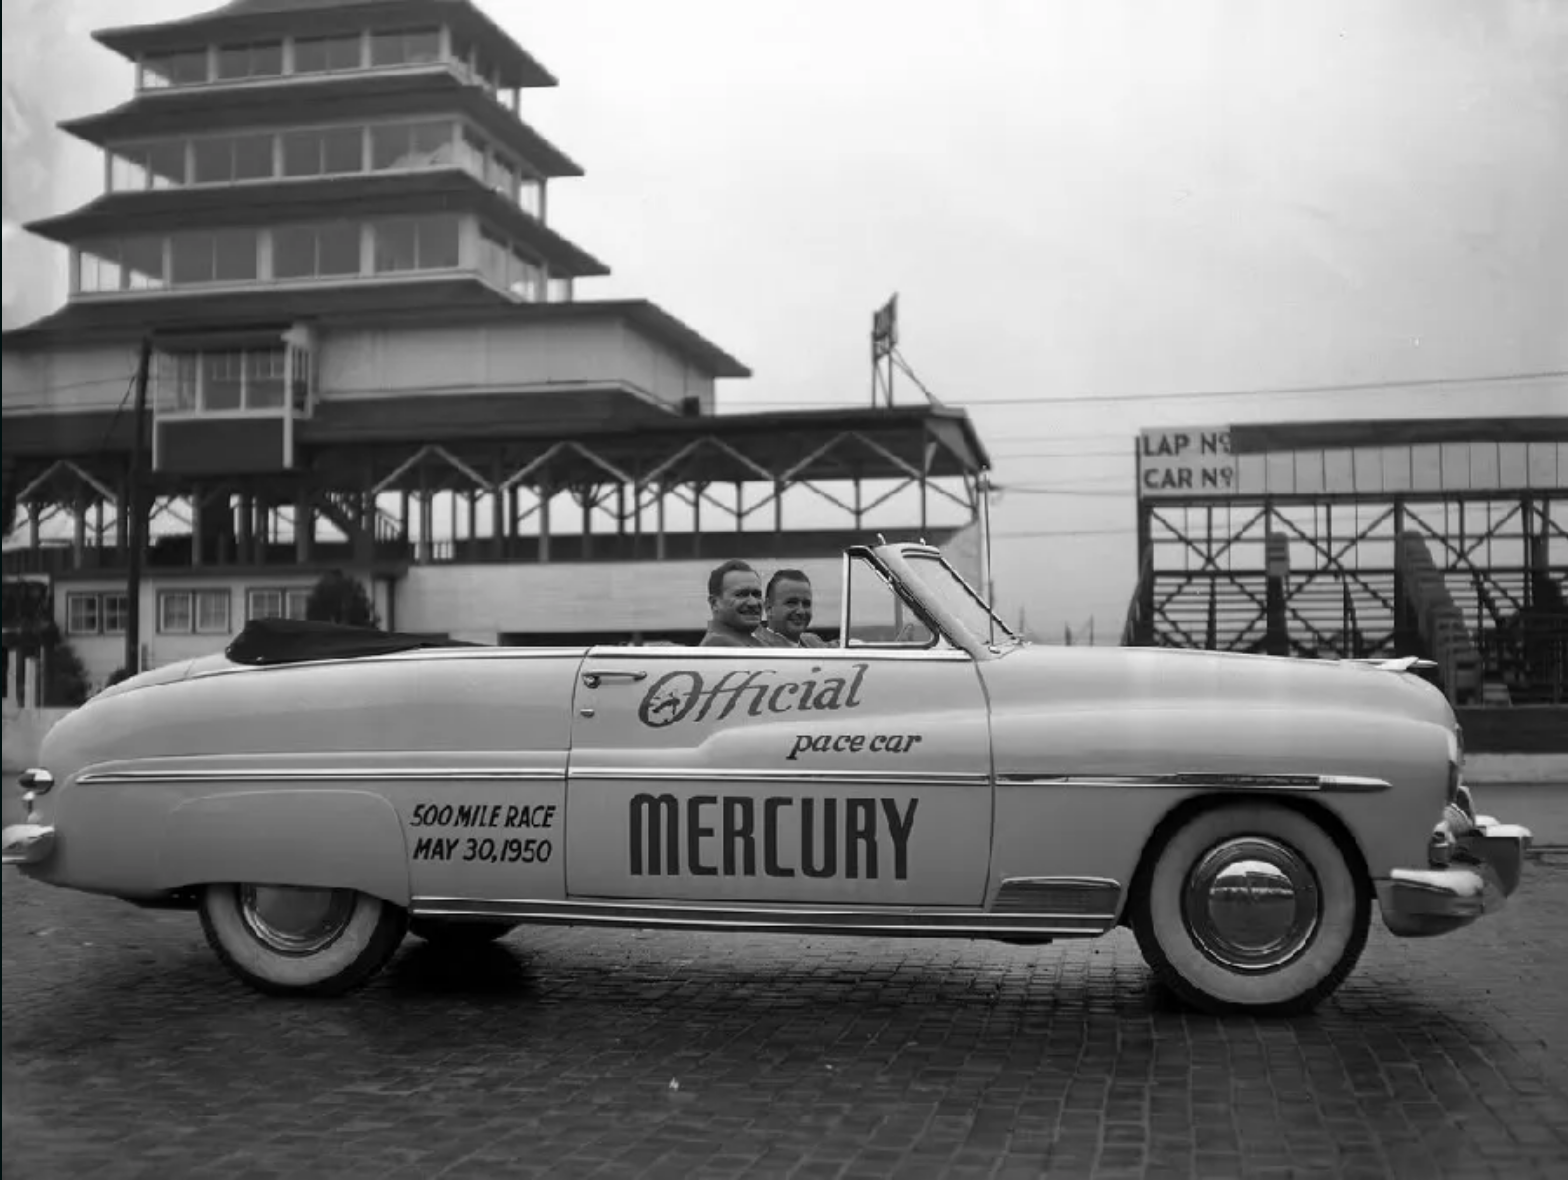 LAP Nº
CAR Nº
Official
pace car
MERCURY
500 MILE RACE
MAY 30, 1950